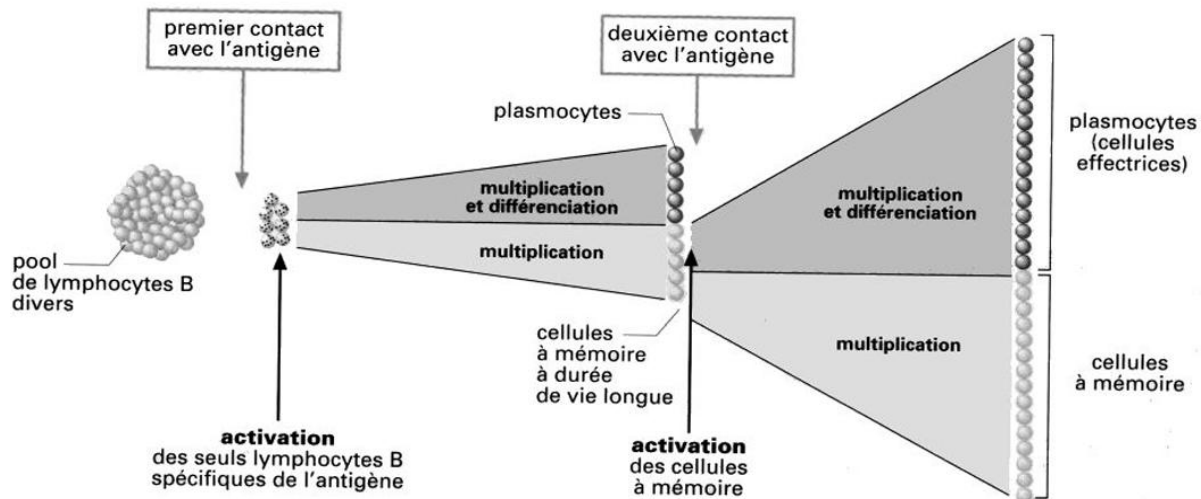 premier contact
avec l'antigène
deuxième contact
avec l'antigène
plasmocytes
plasmocytes
(cellules
effectrices)
multiplication
et différenciation
multiplication
et différenciation
multiplication
pool
de lymphocytes B
divers
cellules
à mémoire
à durée
de vie longue
multiplication
cellules
à mémoire
activation
des seuls lymphocytes B
spécifiques de l'antigène
activation
des cellules
à mémoire